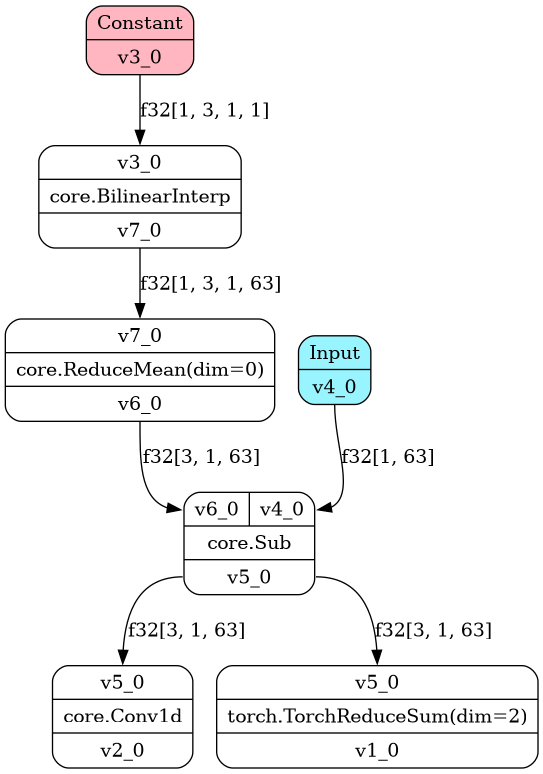 Constant
v3_0
f32[1, 3, 1, 1]
v3_0
core.BilinearInterp
v7_0
f32[1, 3, 1, 63]
v7_0
core.ReduceMean(dim=0)
v6_0
Input
v4_0
f32[3, 1, 63]
f32[1, 63]
v6_0
v4_0
core.Sub
v5_0
f32[3, 1, 63]
f32[3, 1, 63]
v5_0
core.Conv1d
v2_0
v5_0
torch.TorchReduceSum(dim=2)
v1_0